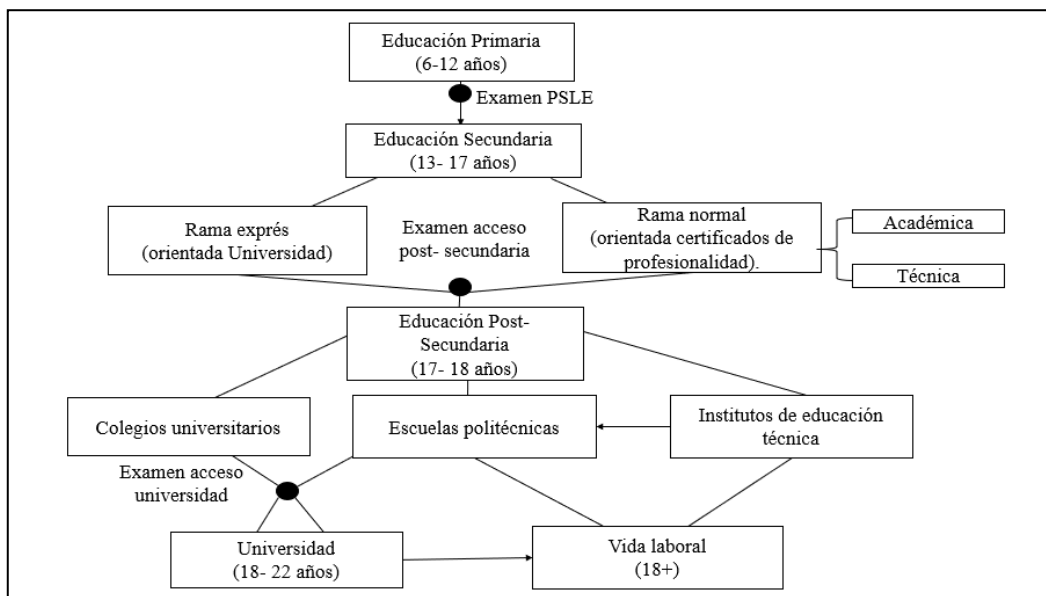 Educación Primaria
(6-12 años)
Examen PSLE
Educación Secundaria
(13- 17 años)
Rama exprés
(orientada Universidad)
Examen acceso
post- secundaria
Rama normal
(orientada certificados de
profesionalidad).
Académica
Técnica
Educación Post-
Secundaria
(17- 18 años)
Colegios universitarios
Escuelas politécnicas
Institutos de educación
técnica
Examen acceso
universidad
Universidad
(18- 22 años)
Vida laboral
(18+)